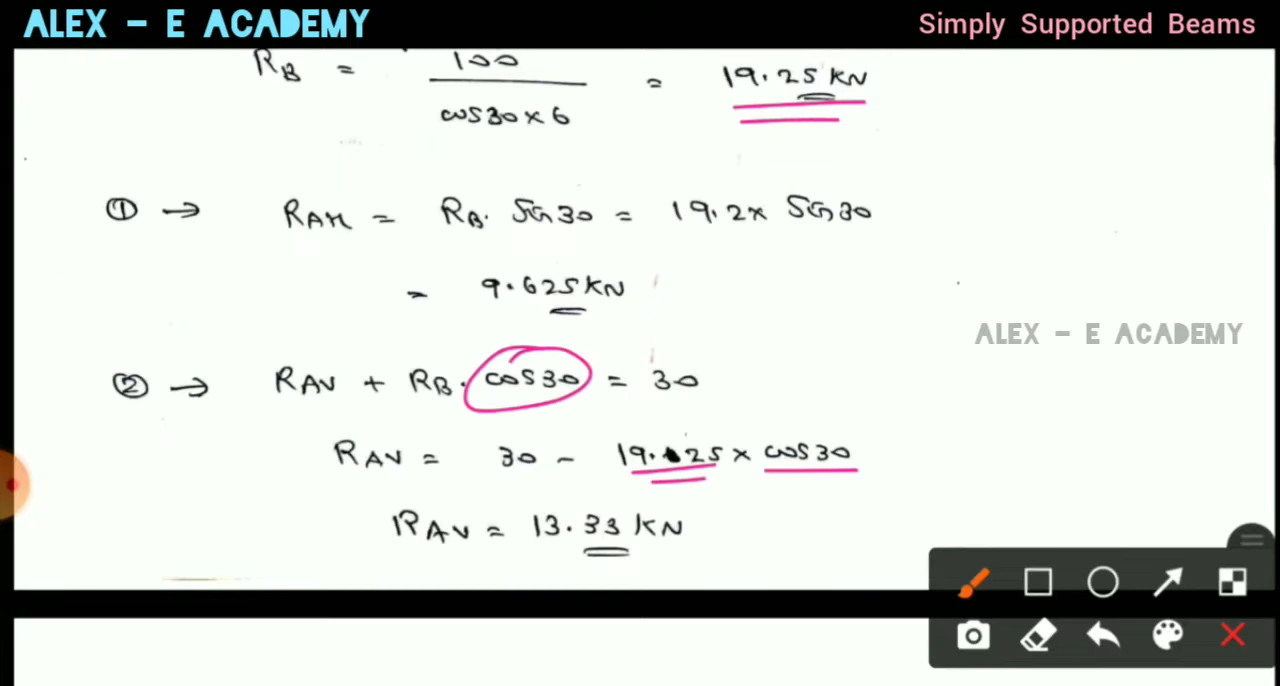 ALEX - E ACADEMY
Simply Supported Beams
RB = 100 / cos30 x 6 = 19.25 KN
① → RAH = RB. Sin30 = 19.2x Sin30
= 9.625 KN
ALEX - E ACADEMY
② → RAV + RB. cos30 = 30
RAV = 30 - 19.25 x cos30
RAV = 13.33 KN